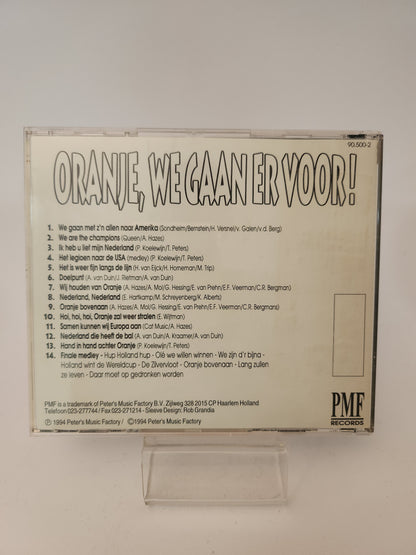 90.500-2
ORANJE, WE GAAN ER VOOR!
1. We gaan met z'n allen naar Amerika (Sondheim/Bernstein/H. Versnel/v. Galen/v.d. Berg)
2. We are the champions (Queen/A. Hazes)
3. Ik heb u lief mijn Nederland (P. Koelewijn/T. Peters)
4. Het legioen naar de USA (medley) (P. Koelewijn/T. Peters)
5. Het is weer fijn langs de lijn (H. van Eijck/H. Horneman/M. Trip)
6. Doelpunt (A. van Duin/J. Rietman/A. van Duin)
7. Wij houden van Oranje (A. Hazes/A. Mol/G. Hessing/E. van Prehn/E.F. Veerman/C.R. Bergmans)
8. Nederland, Nederland (E. Hartkamp/M. Schreyenberg/K. Alberts)
9. Oranje bovenaan (A. Hazes/A. Mol/G. Hessing/E. van Prehn/E.F. Veerman/C.R. Bergmans)
10. Hoi, hoi, hoi, Oranje zal weer stralen (E. Wijtman)
11. Samen kunnen wij Europa aan (Cat Music/A. Hazes)
12. Nederland die heeft de bal (A. van Duin/A. Kraamer/A. van Duin)
13. Hand in hand achter Oranje (P. Koelewijn/T. Peters)
14. Finale medley - Hup Holland hup - Olé we willen winnen - We zijn d'r bijna -
Holland wint de Wereldcup - De Zilvervloot - Oranje bovenaan - Lang zullen
ze leven - Daar moet op gedronken worden
PMF is a trademark of Peter's Music Factory B.V. Zijlweg 328 2015 CP Haarlem Holland
Telefoon 023-277744 / Fax 023-271214 - Sleeve Design: Rob Grandia
Ⓟ 1994 Peter's Music Factory / ©1994 Peter's Music Factory
PMF
RECORDS